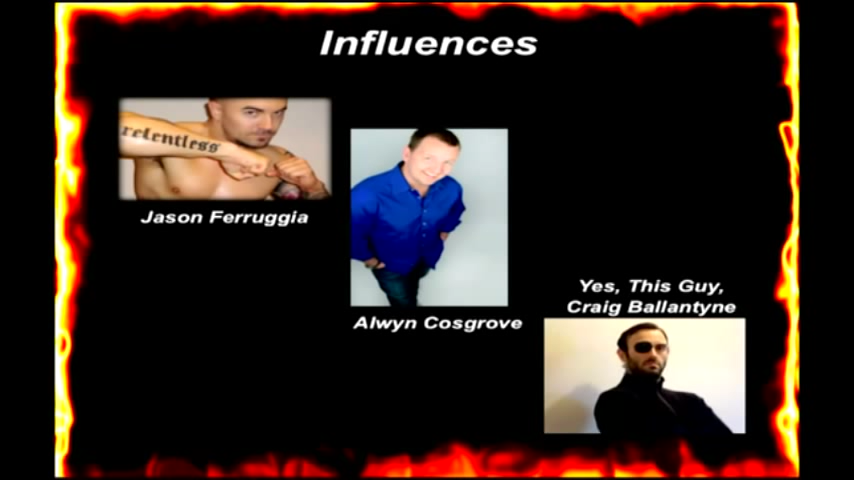 Influences
relentless
Jason Ferruggia
Alwyn Cosgrove
Yes, This Guy,
Craig Ballantyne